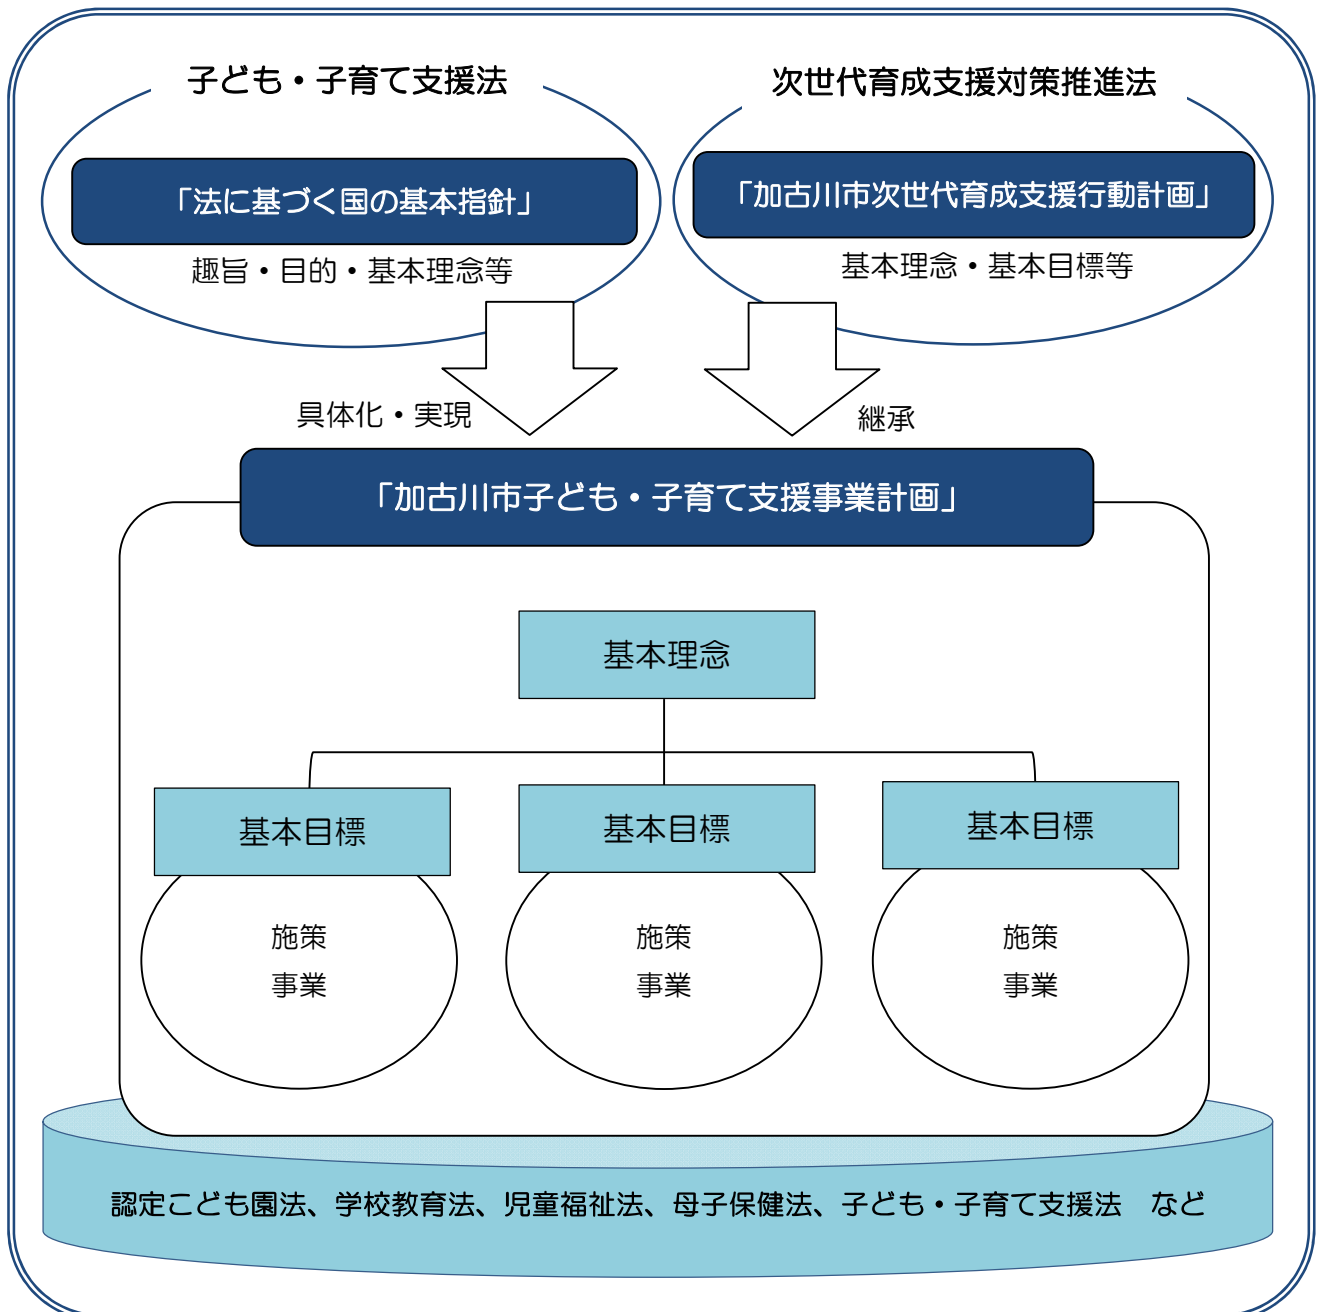 子ども・子育て支援法
次世代育成支援対策推進法
「法に基づく国の基本指針」
「加古川市次世代育成支援行動計画」
趣旨・目的・基本理念等
基本理念・基本目標等
具体化・実現
継承
「加古川市子ども・子育て支援事業計画」
基本理念
基本目標
基本目標
基本目標
施策
事業
施策
事業
施策
事業
認定こども園法、学校教育法、児童福祉法、母子保健法、子ども・子育て支援法　など